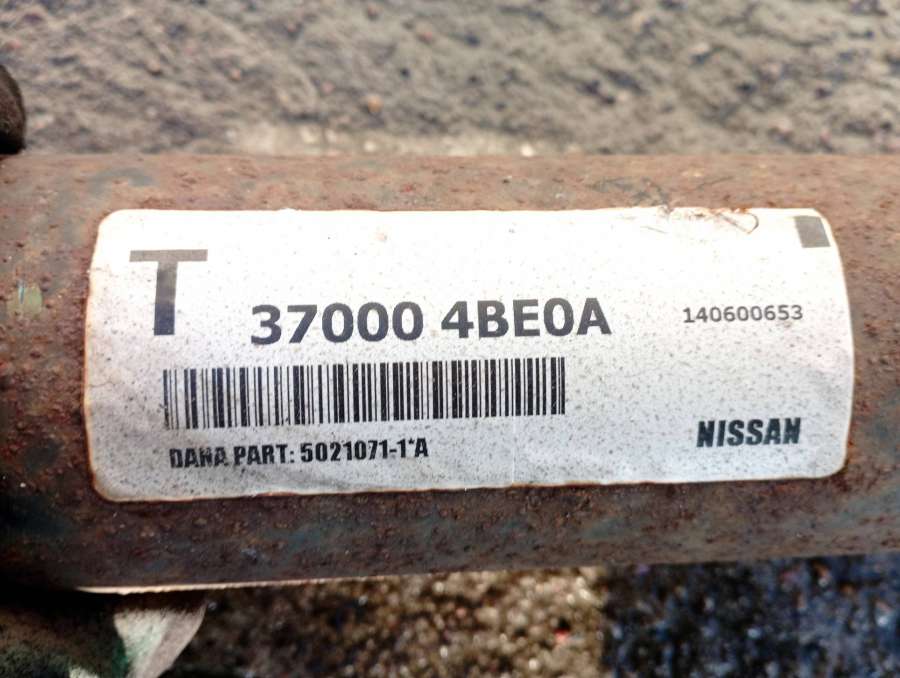 T
37000 4BE0A
140600653
DANA PART: 5021071-1*A
NISSAN